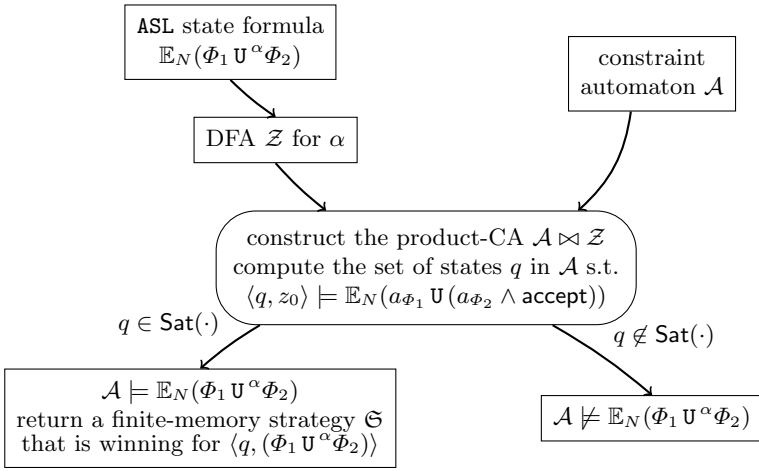 ASL state formula
𝔼_N(Φ₁ U^α Φ₂)
constraint
automaton 𝒜
DFA 𝒵 for α
construct the product-CA 𝒜 ⋈ 𝒵
compute the set of states q in 𝒜 s.t.
⟨q, z₀⟩ ⊨ 𝔼_N(a_Φ₁ U (a_Φ₂ ∧ accept))
q ∈ Sat(·)
q ∉ Sat(·)
𝒜 ⊨ 𝔼_N(Φ₁ U^α Φ₂)
return a finite-memory strategy 𝔖
that is winning for ⟨q, (Φ₁ U^α Φ₂)⟩
𝒜 ⊭ 𝔼_N(Φ₁ U^α Φ₂)